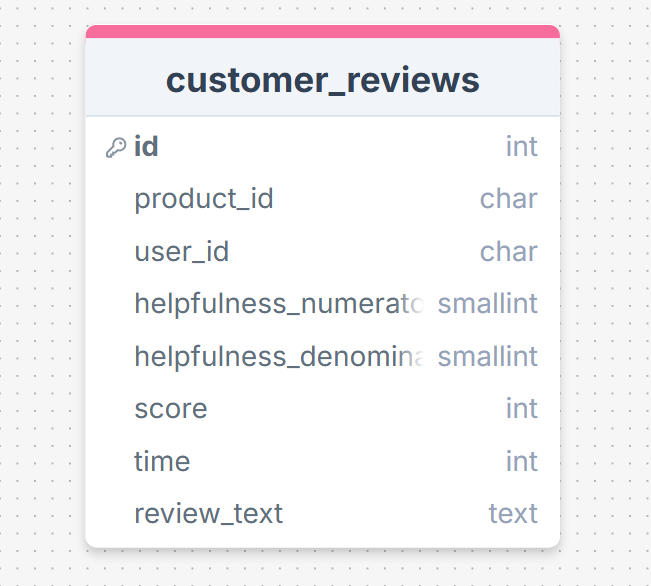 customer_reviews
id int
product_id char
user_id char
helpfulness_numerato smallint
helpfulness_denomina smallint
score int
time int
review_text text